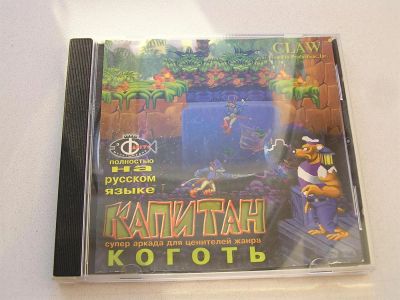 CLAW
ПОЛНОСТЬЮ
на
русском
языке
КАПИТАН
супер аркада для ценителей жанра
КОГОТЬ